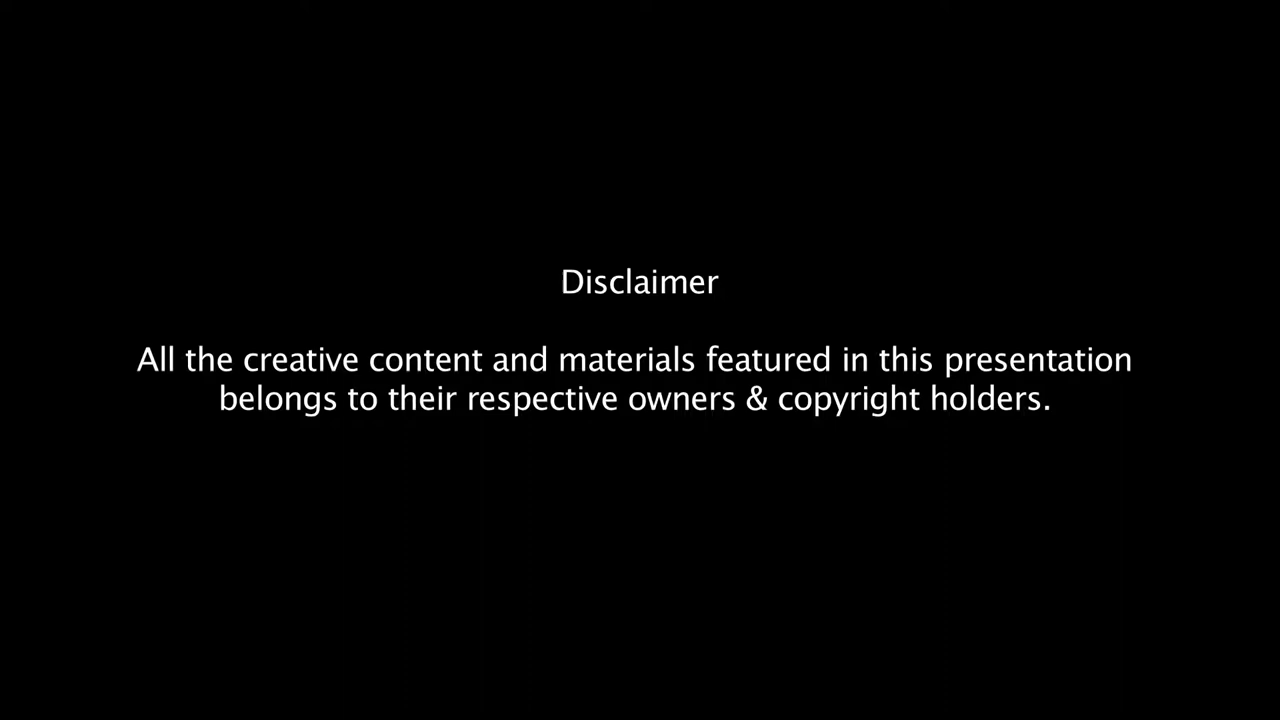 Disclaimer
All the creative content and materials featured in this presentation
belongs to their respective owners & copyright holders.